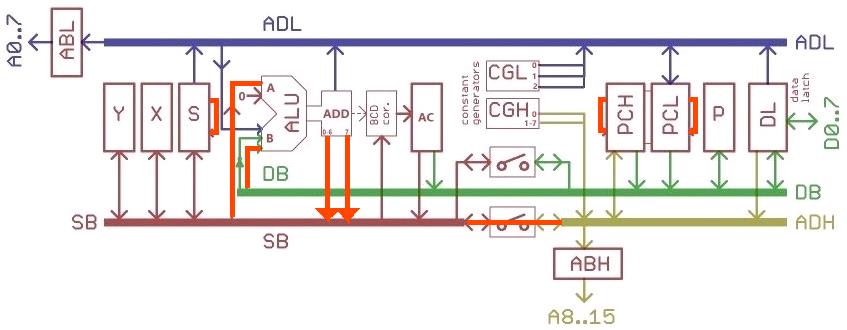 ADL
A0..7
ABL
ADL
Y
X
S
0
A
B
ALU
ADD
0-6
7
BCD
cor.
AC
constant
generators
CGL
0
1
2
CGH
0
1-7
PCH
PCL
P
DL
data
latch
D0..7
DB
DB
SB
SB
ADH
ABH
A8..15